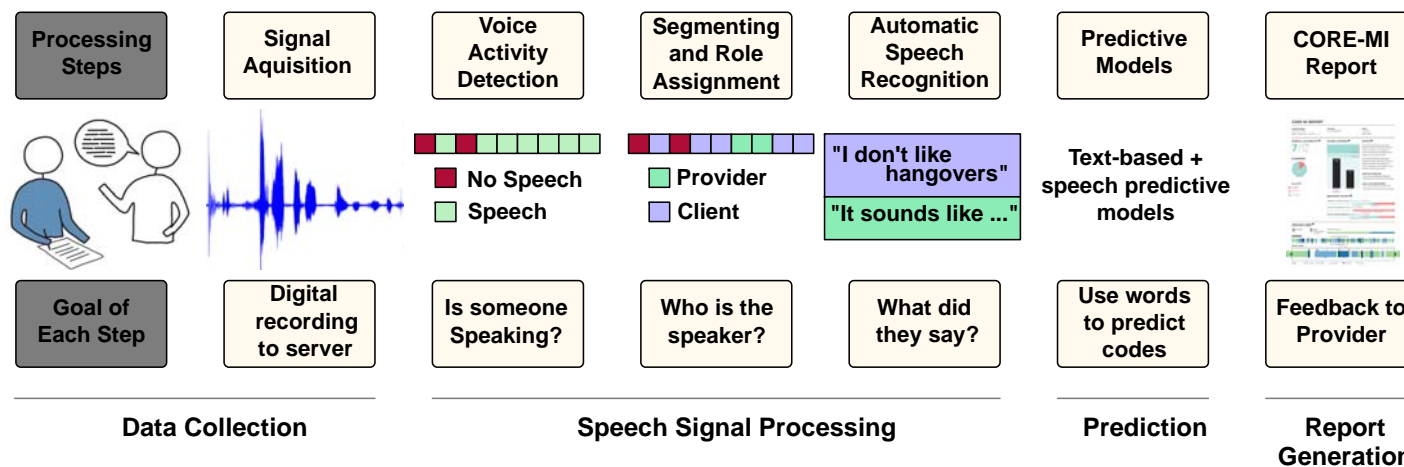 Processing
Steps
Signal
Aquisition
Voice
Activity
Detection
Segmenting
and Role
Assignment
Automatic
Speech
Recognition
Predictive
Models
CORE-MI
Report
No Speech
Speech
Provider
Client
"I don't like
hangovers"
"It sounds like ..."
Text-based +
speech predictive
models
CORE-MI REPORT
Goal of
Each Step
Digital
recording
to server
Is someone
Speaking?
Who is the
speaker?
What did
they say?
Use words
to predict
codes
Feedback to
Provider
Data Collection
Speech Signal Processing
Prediction
Report
Generation